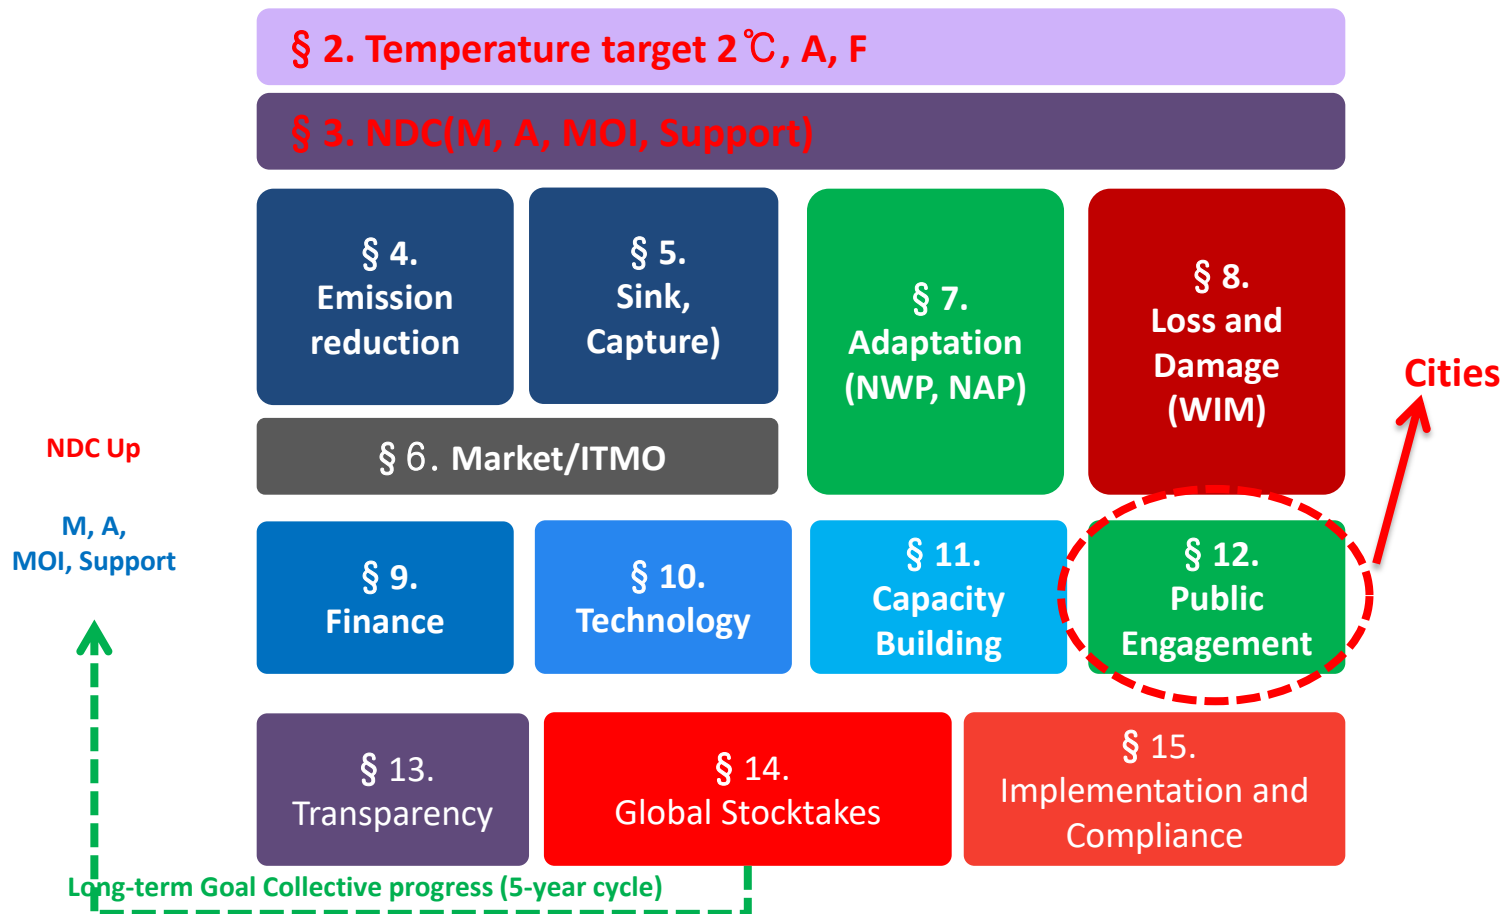 § 2. Temperature target 2℃, A, F
§ 3. NDC(M, A, MOI, Support)
§ 4.
Emission
reduction
§ 5.
Sink,
Capture)
§ 7.
Adaptation
(NWP, NAP)
§ 8.
Loss and
Damage
(WIM)
Cities
§ 6. Market/ITMO
NDC Up
M, A,
MOI, Support
§ 9.
Finance
§ 10.
Technology
§ 11.
Capacity
Building
§ 12.
Public
Engagement
§ 13.
Transparency
§ 14.
Global Stocktakes
§ 15.
Implementation and
Compliance
Long-term Goal Collective progress (5-year cycle)